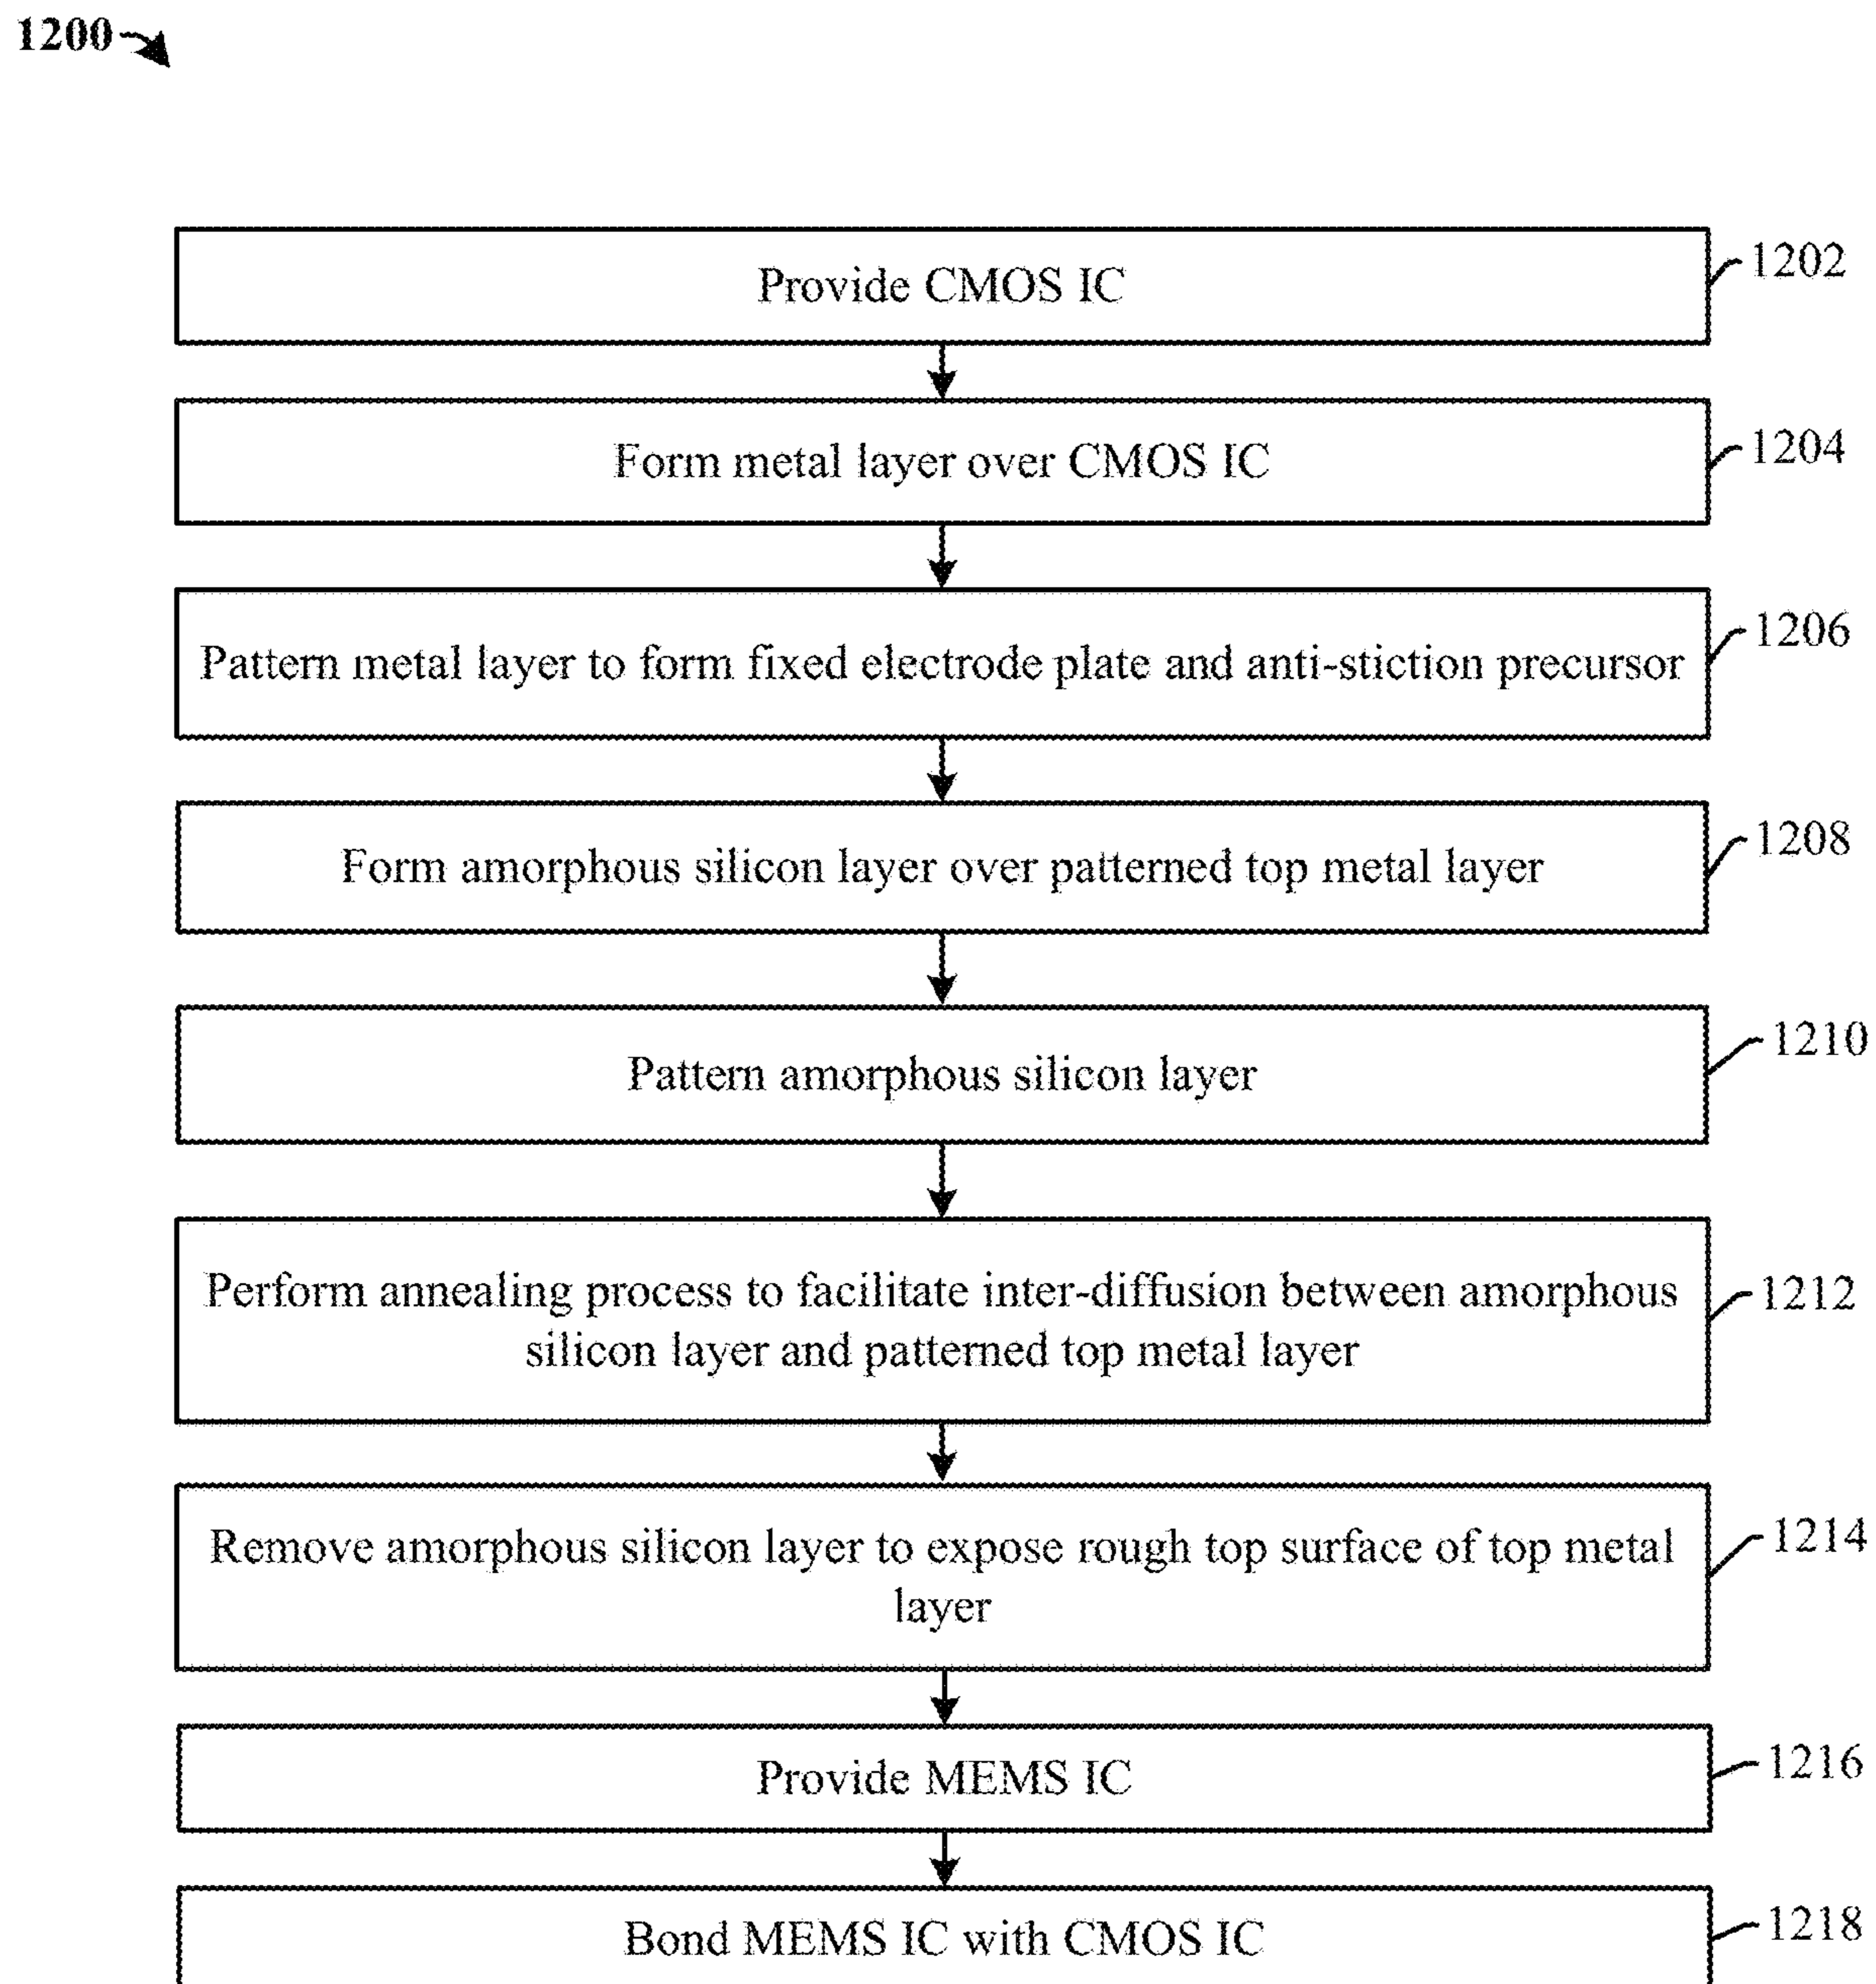 1200
Provide CMOS IC
1202
Form metal layer over CMOS IC
1204
Pattern metal layer to form fixed electrode plate and anti-stiction precursor
1206
Form amorphous silicon layer over patterned top metal layer
1208
Pattern amorphous silicon layer
1210
Perform annealing process to facilitate inter-diffusion between amorphous
silicon layer and patterned top metal layer
1212
Remove amorphous silicon layer to expose rough top surface of top metal
layer
1214
Provide MEMS IC
1216
Bond MEMS IC with CMOS IC
1218